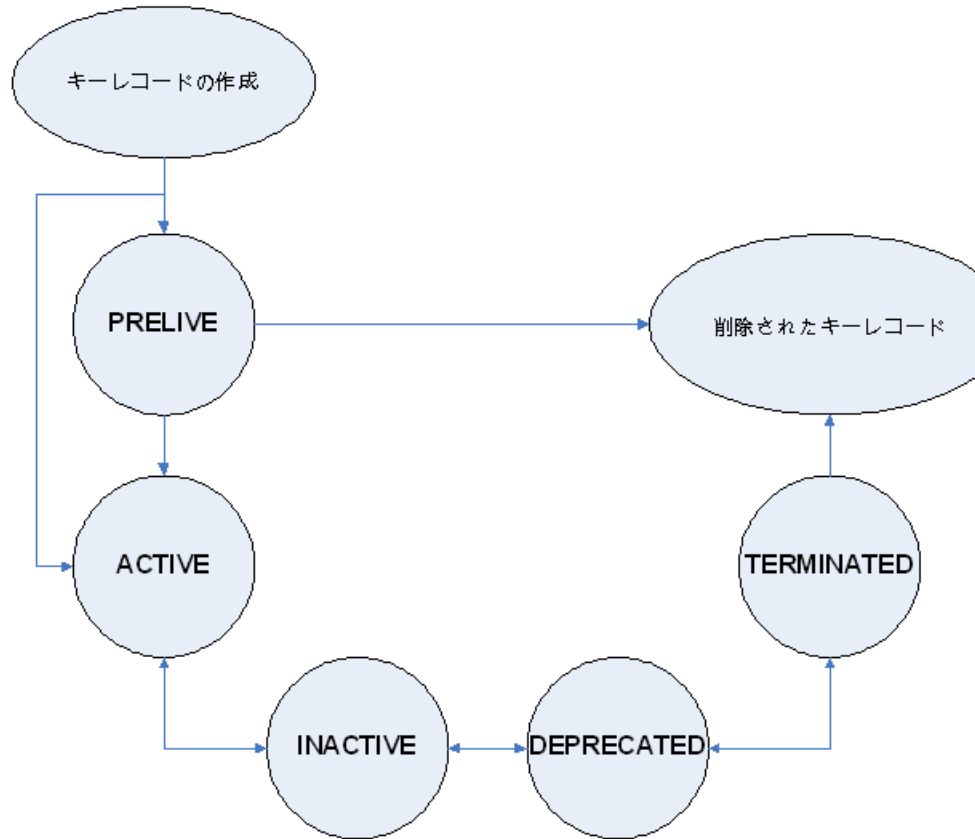 キーレコードの作成
PRELIVE
削除されたキーレコード
ACTIVE
TERMINATED
INACTIVE
DEPRECATED